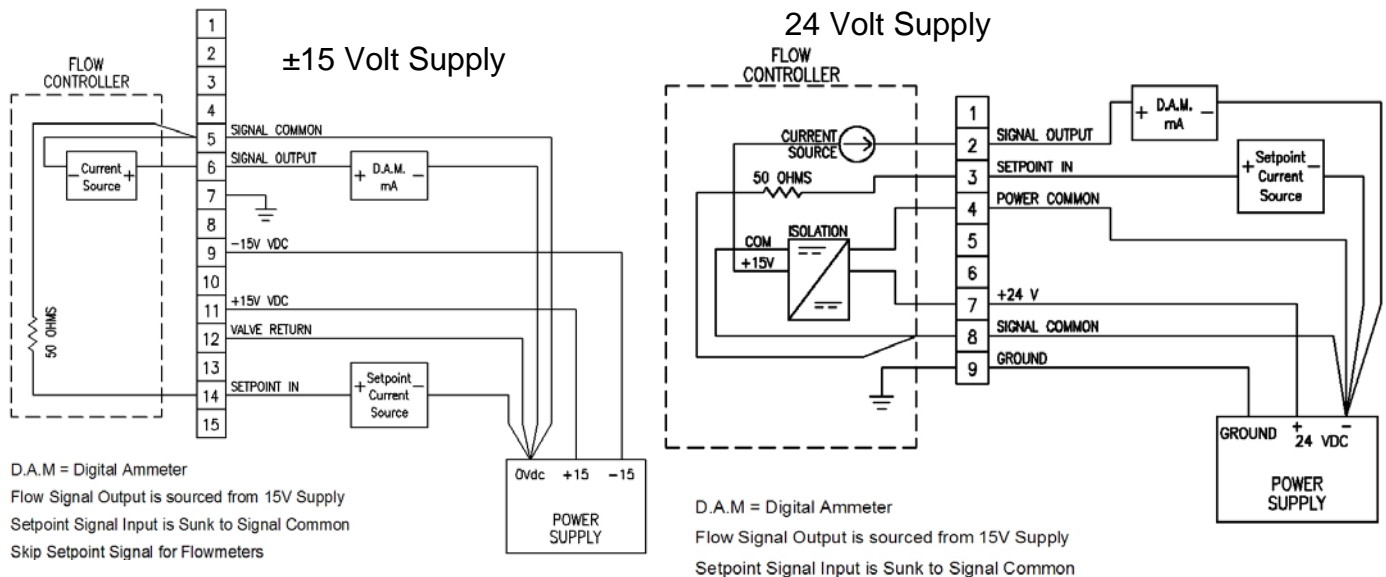 ±15 Volt Supply
FLOW
CONTROLLER
1
2
3
4
5
6
7
8
9
10
11
12
13
14
15
SIGNAL COMMON
SIGNAL OUTPUT
- Current +
Source
+ D.A.M. -
mA
-15V VDC
+15V VDC
VALVE RETURN
50 OHMS
SETPOINT IN
+ Setpoint -
Current
Source
0Vdc +15 -15
POWER
SUPPLY
D.A.M = Digital Ammeter
Flow Signal Output is sourced from 15V Supply
Setpoint Signal Input is Sunk to Signal Common
Skip Setpoint Signal for Flowmeters
24 Volt Supply
FLOW
CONTROLLER
1
2
3
4
5
6
7
8
9
CURRENT
SOURCE
50 OHMS
COM
+15V
ISOLATION
SIGNAL OUTPUT
SETPOINT IN
POWER COMMON
+24 V
SIGNAL COMMON
GROUND
+ D.A.M. -
mA
+ Setpoint -
Current
Source
GROUND + -
24 VDC
POWER
SUPPLY
D.A.M = Digital Ammeter
Flow Signal Output is sourced from 15V Supply
Setpoint Signal Input is Sunk to Signal Common